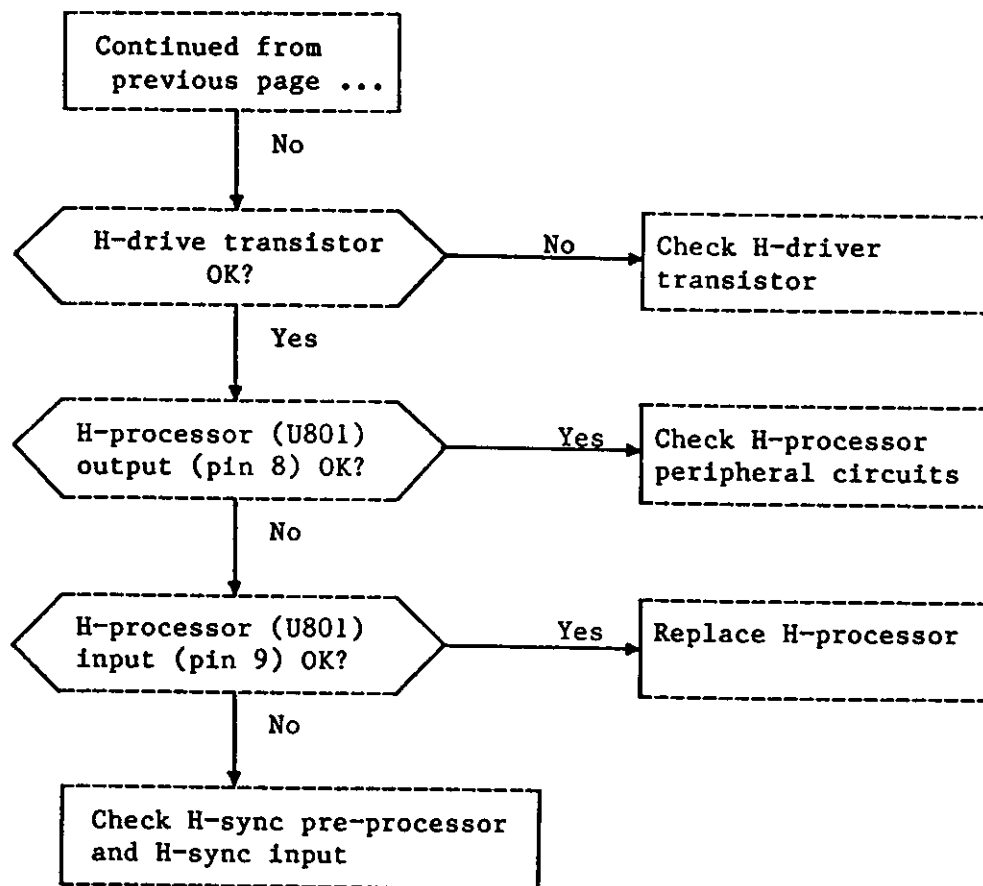 Continued from
previous page ...
No
H-drive transistor
OK?
No
Check H-driver
transistor
Yes
H-processor (U801)
output (pin 8) OK?
Yes
Check H-processor
peripheral circuits
No
H-processor (U801)
input (pin 9) OK?
Yes
Replace H-processor
No
Check H-sync pre-processor
and H-sync input